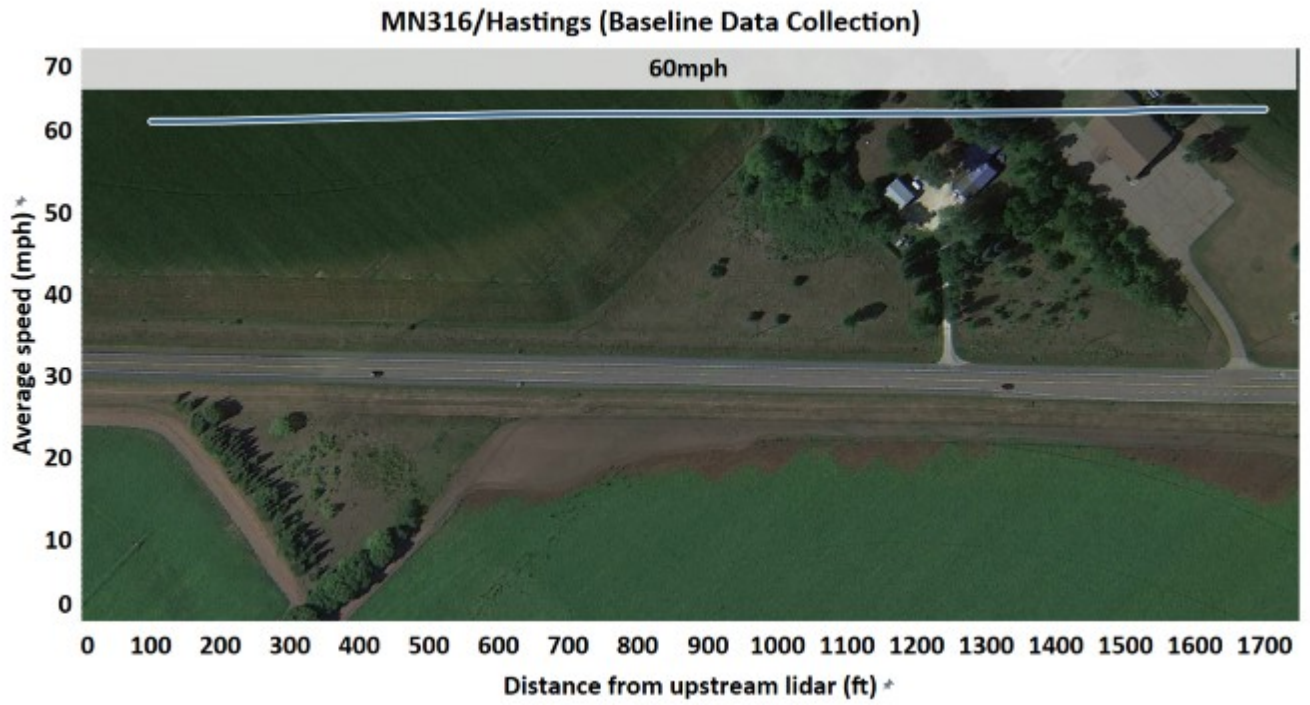 MN316/Hastings (Baseline Data Collection)
60mph
70
60
50
40
30
20
10
0
Average speed (mph)
0 100 200 300 400 500 600 700 800 900 1000 1100 1200 1300 1400 1500 1600 1700
Distance from upstream lidar (ft)